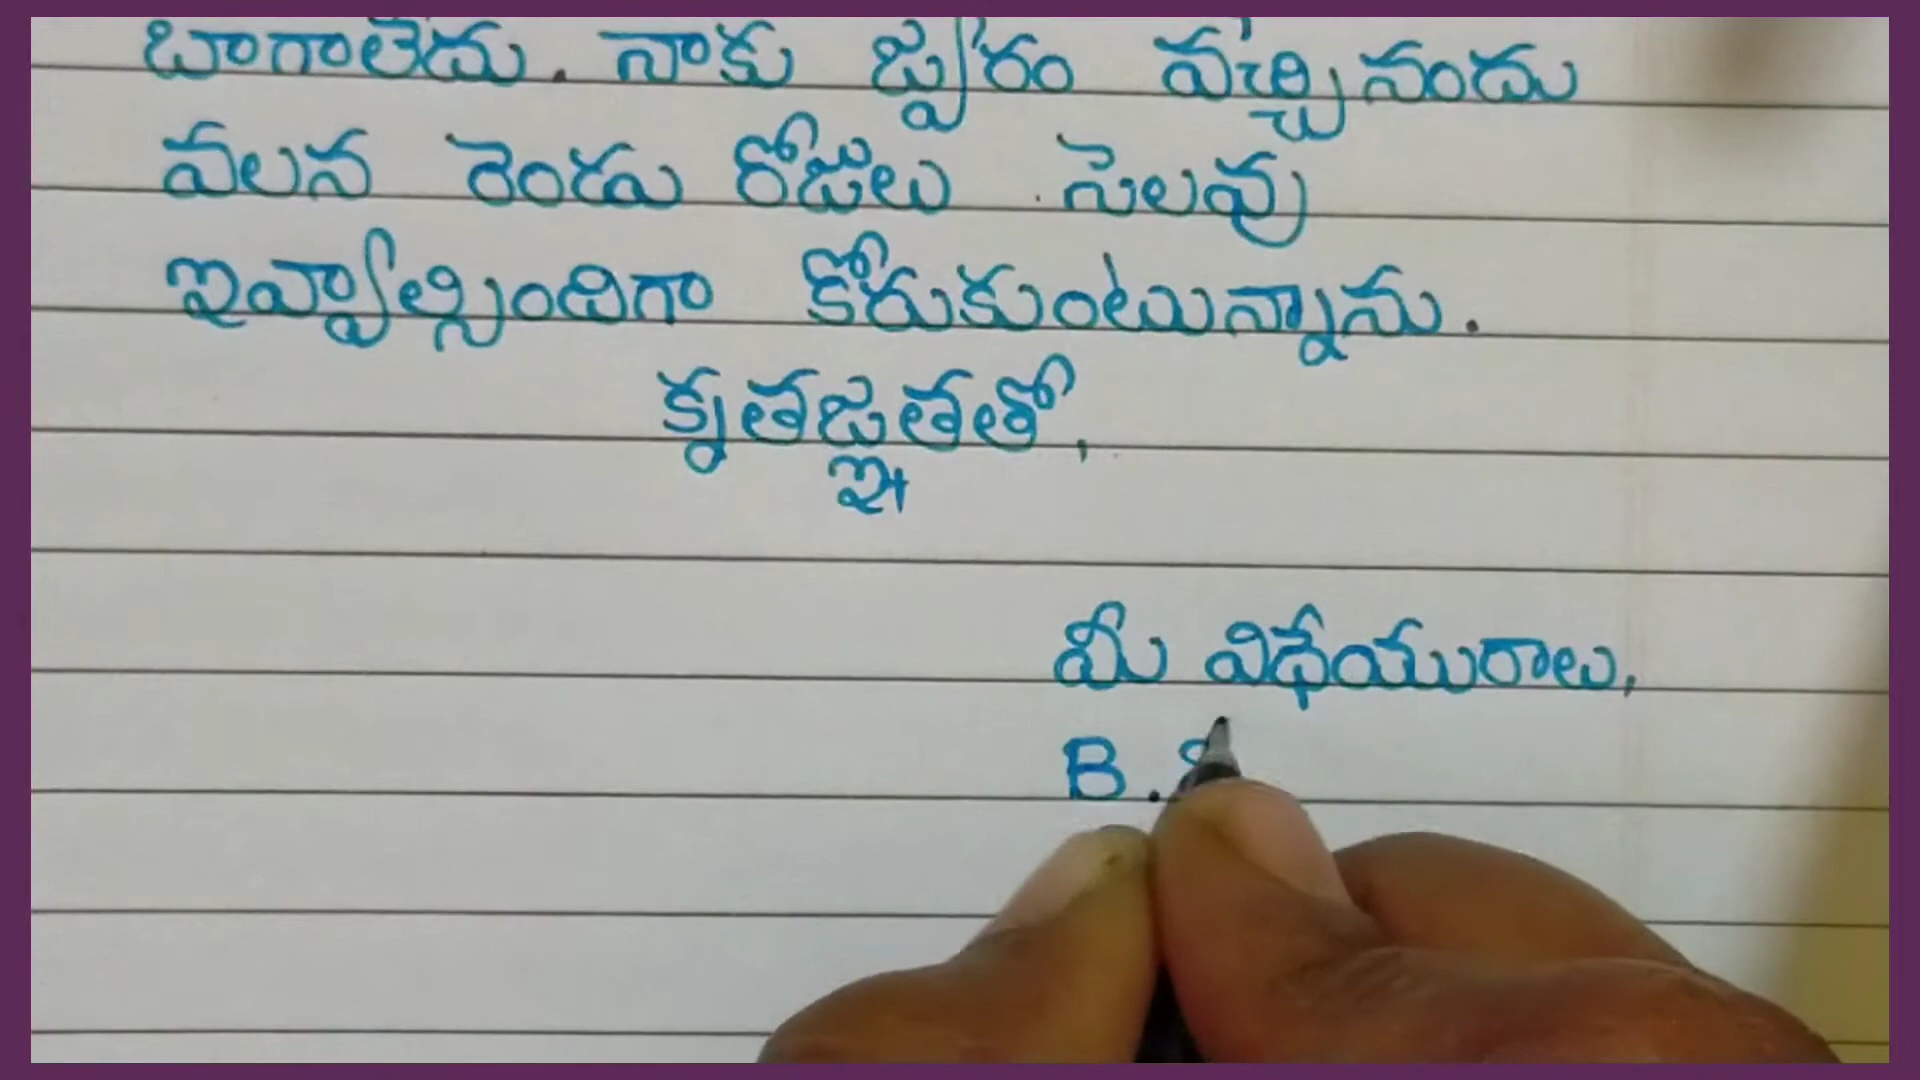 బాగాలేదు. నాకు జ్వరం వచ్చినందు
వలన రెండు రోజులు సెలవు
ఇవ్వాల్సిందిగా కోరుకుంటున్నాను.
కృతజ్ఞతతో,
మీ విధేయురాలు,
B.